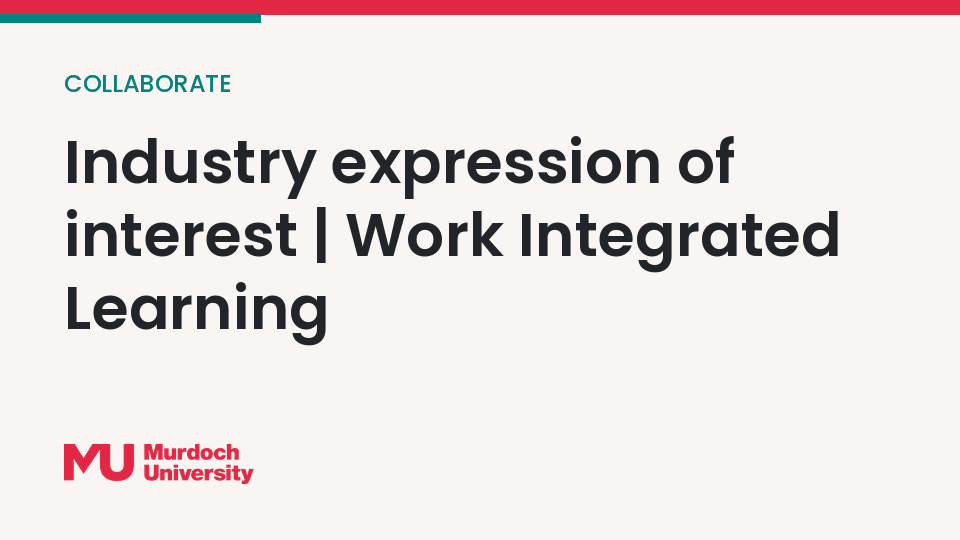 COLLABORATE
Industry expression of
interest | Work Integrated
Learning
MU Murdoch
University